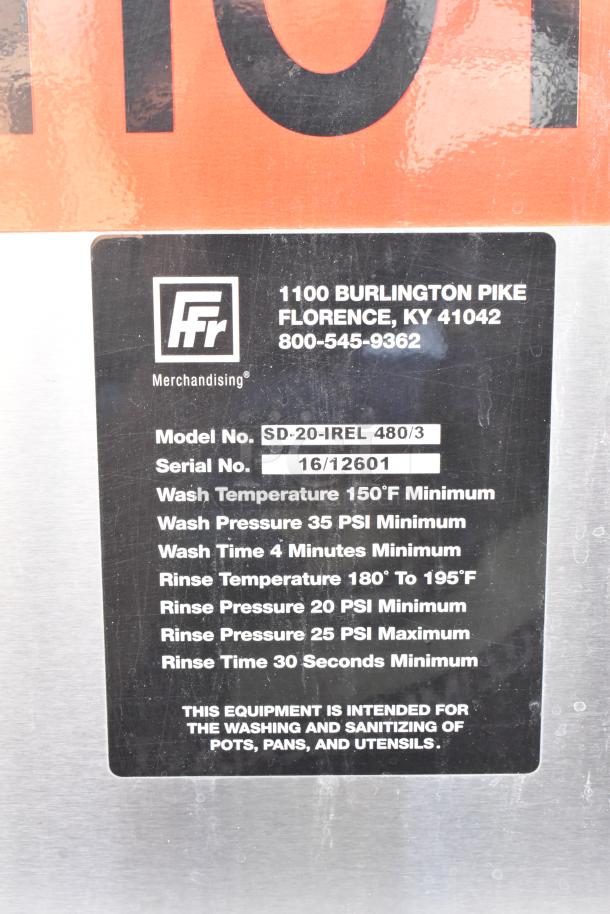 Ffr
1100 BURLINGTON PIKE
FLORENCE, KY 41042
800-545-9362
Merchandising®
Model No. SD-20-IREL 480/3
Serial No. 16/12601
Wash Temperature 150°F Minimum
Wash Pressure 35 PSI Minimum
Wash Time 4 Minutes Minimum
Rinse Temperature 180° To 195°F
Rinse Pressure 20 PSI Minimum
Rinse Pressure 25 PSI Maximum
Rinse Time 30 Seconds Minimum
THIS EQUIPMENT IS INTENDED FOR
THE WASHING AND SANITIZING OF
POTS, PANS, AND UTENSILS.